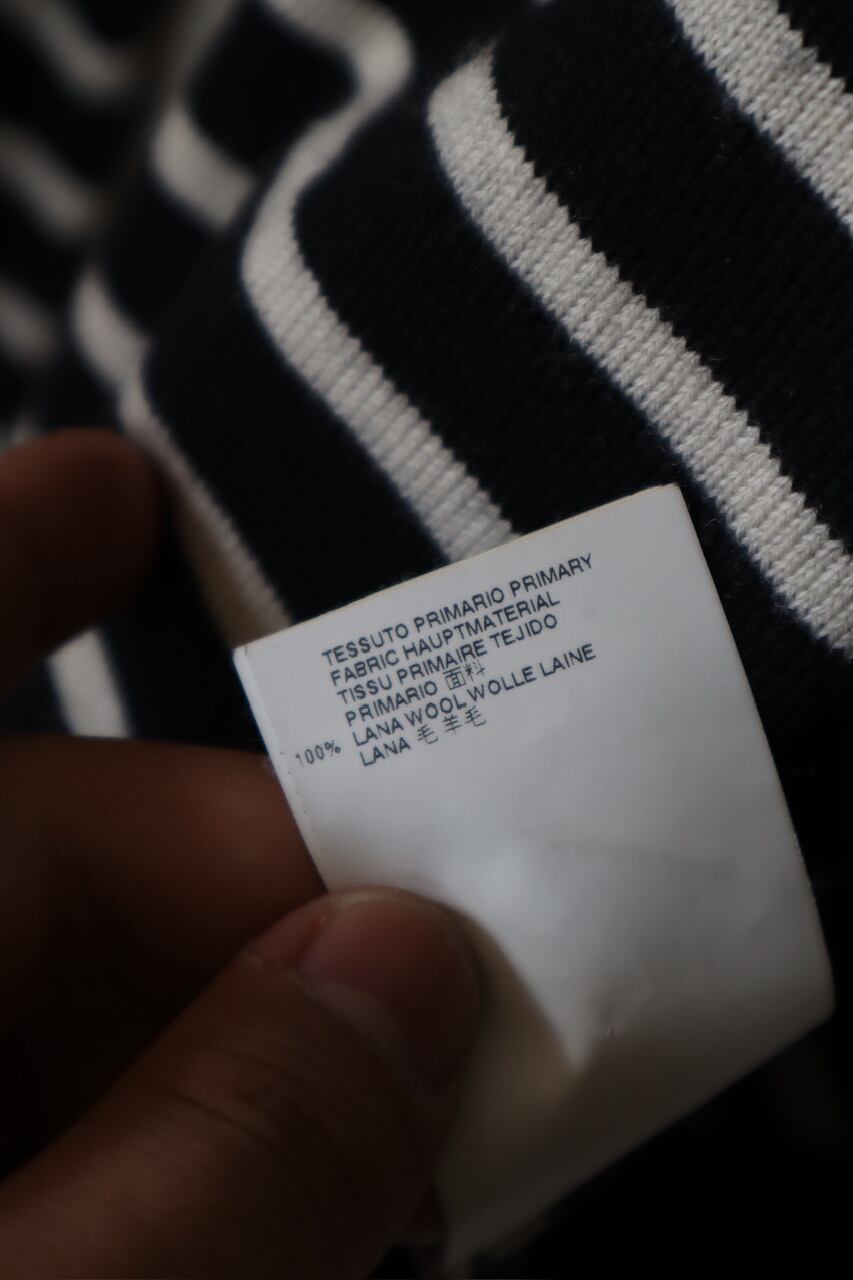 TESSUTO PRIMARIO PRIMARY
FABRIC HAUPTMATERIAL
TISSU PRIMAIRE TEJIDO
PRIMARIO 面料
100% LANA WOOL WOLLE LAINE
LANA 毛 羊毛